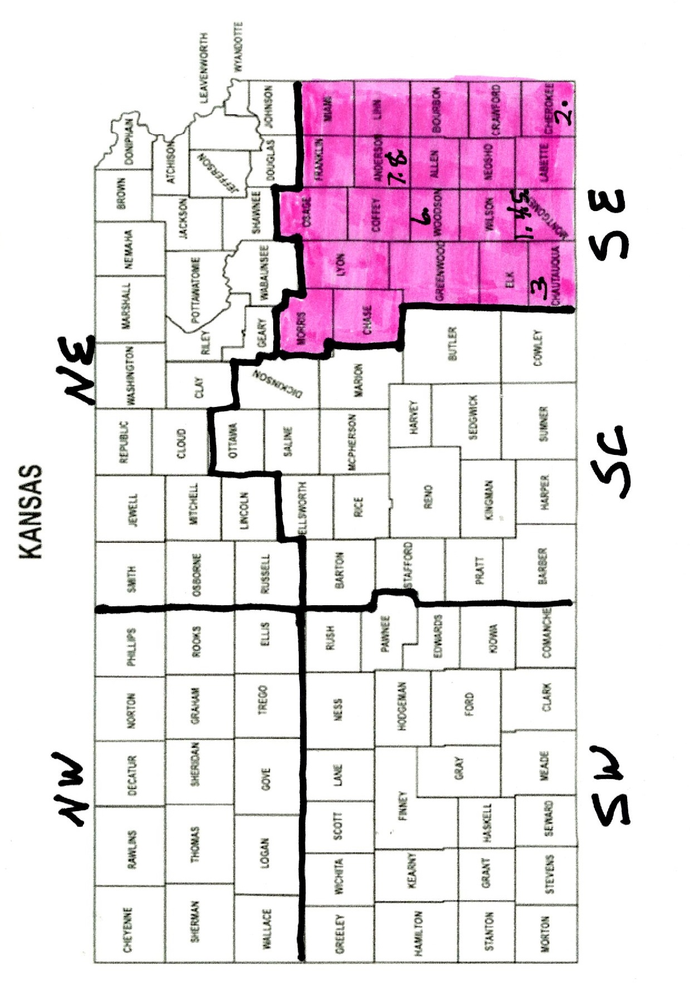 KANSAS
NW
NE
CHEYENNE
RAWLINS
DECATUR
NORTON
PHILLIPS
SMITH
JEWELL
REPUBLIC
WASHINGTON
MARSHALL
NEMAHA
BROWN
DONIPHAN
SHERMAN
THOMAS
SHERIDAN
GRAHAM
ROOKS
OSBORNE
MITCHELL
CLOUD
CLAY
RILEY
POTTAWATOMIE
JACKSON
ATCHISON
JEFFERSON
LEAVENWORTH
WYANDOTTE
WALLACE
LOGAN
GOVE
TREGO
ELLIS
RUSSELL
LINCOLN
OTTAWA
SALINE
DICKINSON
GEARY
WABAUNSEE
SHAWNEE
DOUGLAS
JOHNSON
GREELEY
WICHITA
SCOTT
LANE
NESS
RUSH
BARTON
ELLSWORTH
RICE
MCPHERSON
MARION
MORRIS
CHASE
LYON
OSAGE
FRANKLIN
MIAMI
HAMILTON
KEARNY
FINNEY
HODGEMAN
PAWNEE
STAFFORD
RENO
HARVEY
BUTLER
GREENWOOD
COFFEY
ANDERSON
7. 8.
LINN
GRAY
FORD
EDWARDS
PRATT
KINGMAN
SEDGWICK
6.
WOODSON
ALLEN
BOURBON
STANTON
GRANT
HASKELL
KIOWA
ELK
WILSON
NEOSHO
CRAWFORD
MORTON
STEVENS
SEWARD
MEADE
CLARK
COMANCHE
BARBER
HARPER
SUMNER
COWLEY
3
CHAUTAUQUA
1. 4. 5.
MONTGOMERY
LABETTE
CHEROKEE
2.
SW
SC
SE